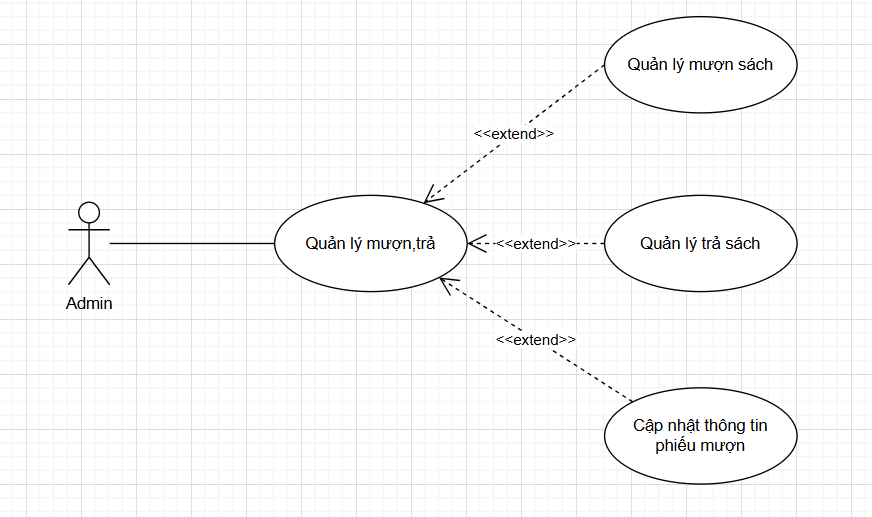 Quản lý mượn sách
<<extend>>
Quản lý mượn,trả
<<extend>>
Quản lý trả sách
Admin
<<extend>>
Cập nhật thông tin
phiếu mượn